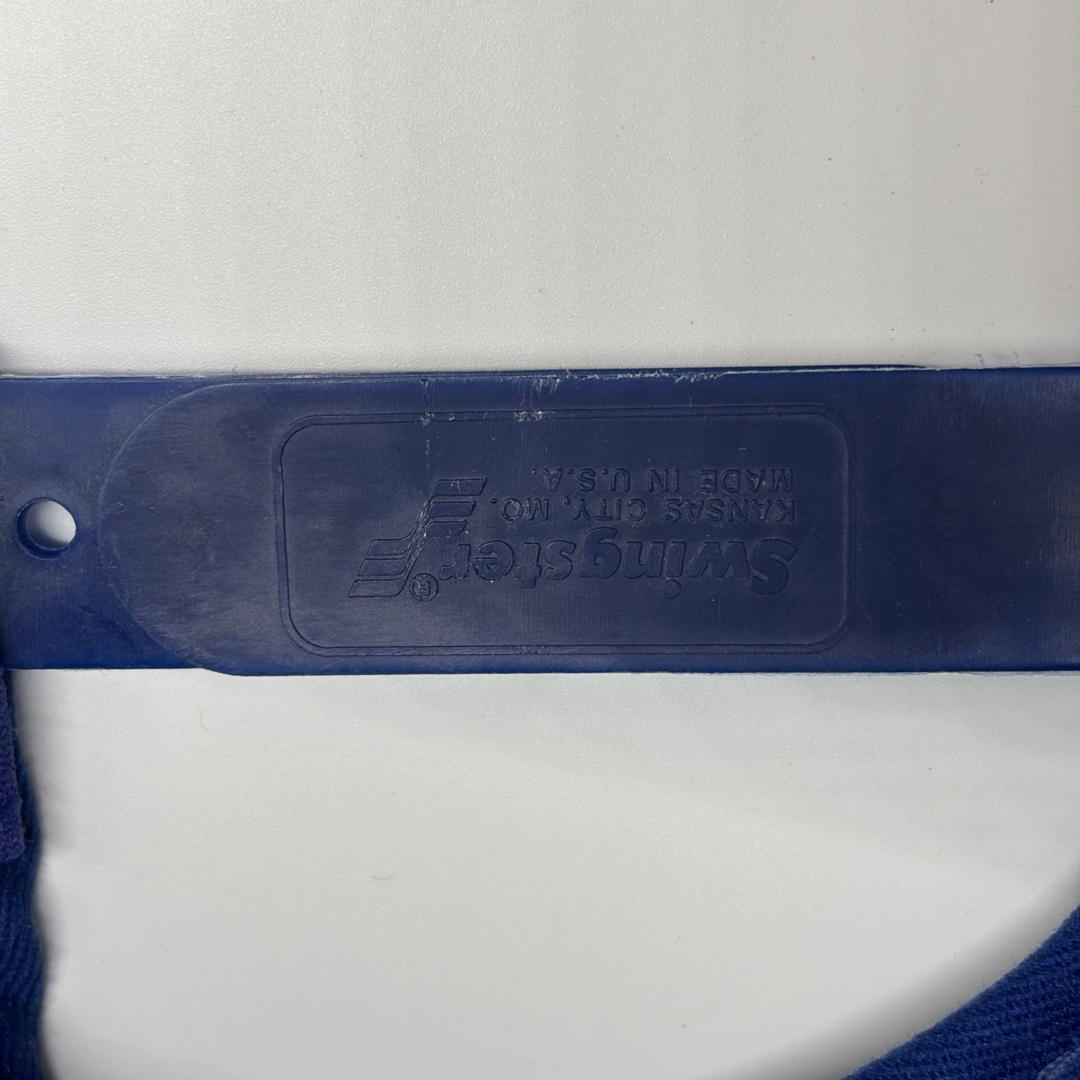 Swingster®
KANSAS CITY, MO.
MADE IN U.S.A.